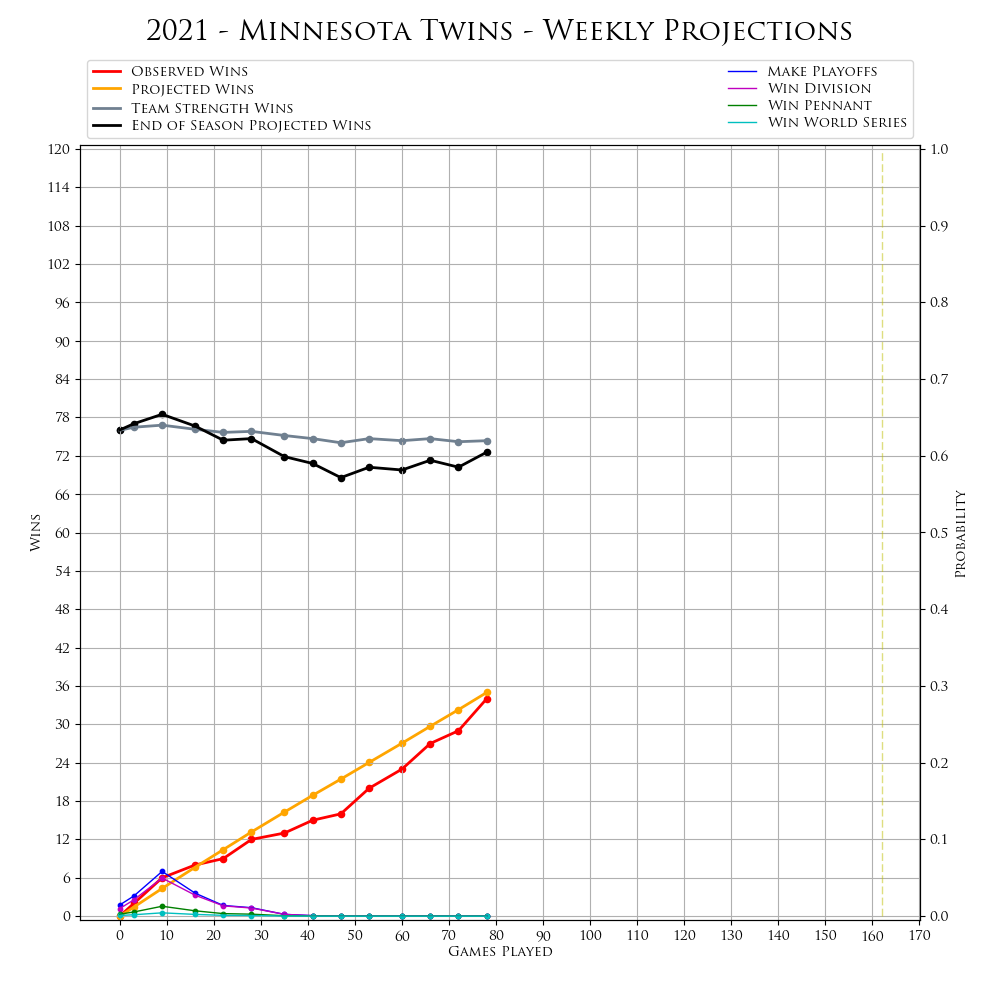 2021 - Minnesota Twins - Weekly Projections
Observed Wins
Projected Wins
Team Strength Wins
End of Season Projected Wins
Make Playoffs
Win Division
Win Pennant
Win World Series
120
114
108
102
96
90
84
78
72
66
60
54
48
42
36
30
24
18
12
6
0
Wins
1.0
0.9
0.8
0.7
0.6
0.5
0.4
0.3
0.2
0.1
0.0
Probability
0 10 20 30 40 50 60 70 80 90 100 110 120 130 140 150 160 170
Games Played